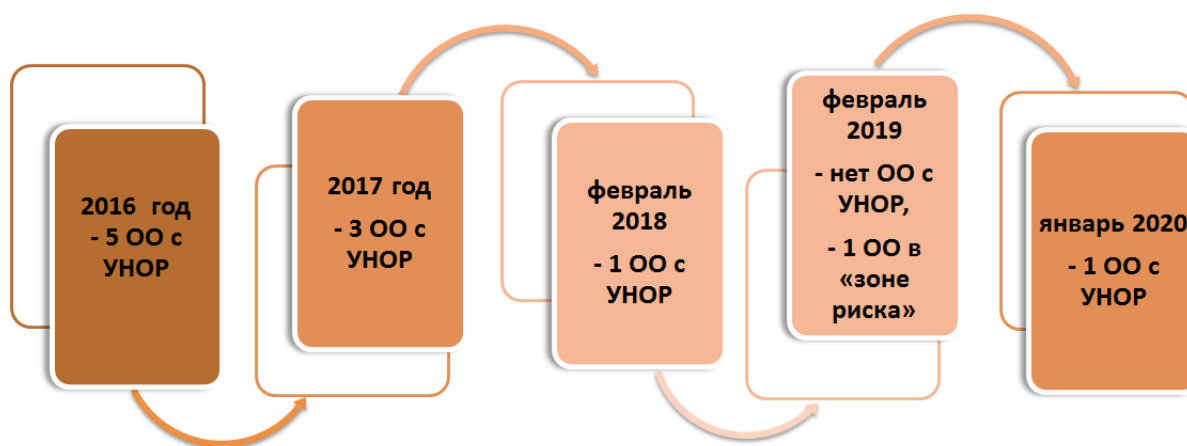 2016 год
- 5 ОО с
УНОР
2017 год
- 3 ОО с
УНОР
февраль
2018
- 1 ОО с
УНОР
февраль
2019
- нет ОО с
УНОР,
- 1 ОО в
«зоне
риска»
январь 2020
- 1 ОО с
УНОР